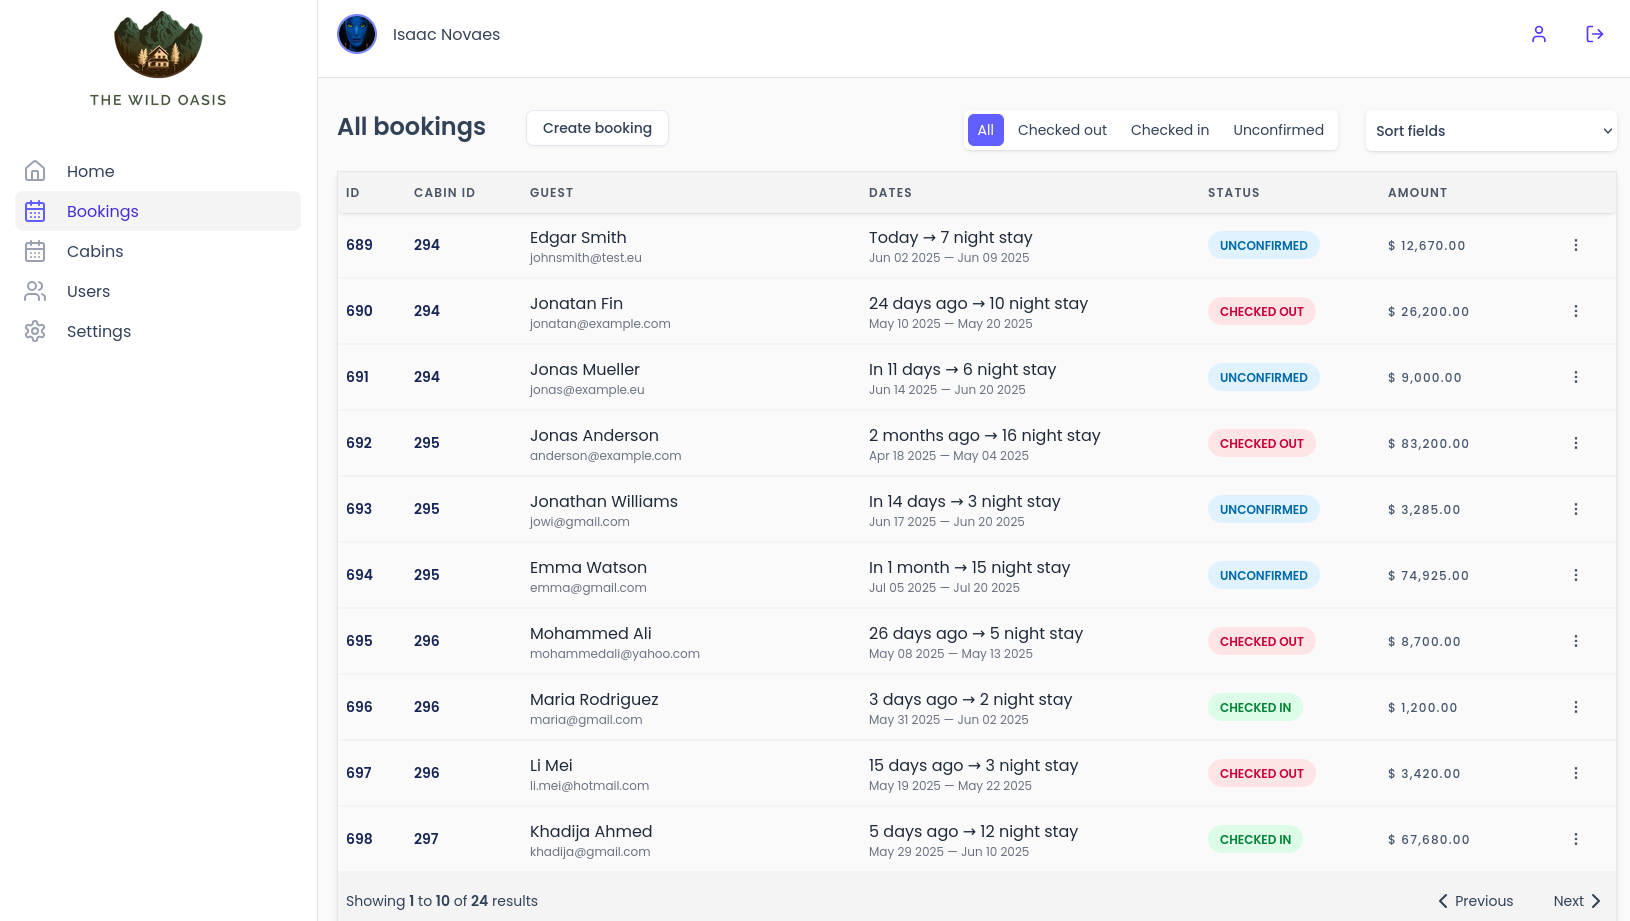 THE WILD OASIS
Home
Bookings
Cabins
Users
Settings
Isaac Novaes
All bookings
Create booking
All Checked out Checked in Unconfirmed
Sort fields
ID CABIN ID GUEST DATES STATUS AMOUNT
689 294 Edgar Smith Today → 7 night stay UNCONFIRMED $ 12,670.00
johnsmith@test.eu Jun 02 2025 — Jun 09 2025
690 294 Jonatan Fin 24 days ago → 10 night stay CHECKED OUT $ 26,200.00
jonatan@example.com May 10 2025 — May 20 2025
691 294 Jonas Mueller In 11 days → 6 night stay UNCONFIRMED $ 9,000.00
jonas@example.eu Jun 14 2025 — Jun 20 2025
692 295 Jonas Anderson 2 months ago → 16 night stay CHECKED OUT $ 83,200.00
anderson@example.com Apr 18 2025 — May 04 2025
693 295 Jonathan Williams In 14 days → 3 night stay UNCONFIRMED $ 3,285.00
jowi@gmail.com Jun 17 2025 — Jun 20 2025
694 295 Emma Watson In 1 month → 15 night stay UNCONFIRMED $ 74,925.00
emma@gmail.com Jul 05 2025 — Jul 20 2025
695 296 Mohammed Ali 26 days ago → 5 night stay CHECKED OUT $ 8,700.00
mohammedali@yahoo.com May 08 2025 — May 13 2025
696 296 Maria Rodriguez 3 days ago → 2 night stay CHECKED IN $ 1,200.00
maria@gmail.com May 31 2025 — Jun 02 2025
697 296 Li Mei 15 days ago → 3 night stay CHECKED OUT $ 3,420.00
li.mei@hotmail.com May 19 2025 — May 22 2025
698 297 Khadija Ahmed 5 days ago → 12 night stay CHECKED IN $ 67,680.00
khadija@gmail.com May 29 2025 — Jun 10 2025
Showing 1 to 10 of 24 results
Previous Next